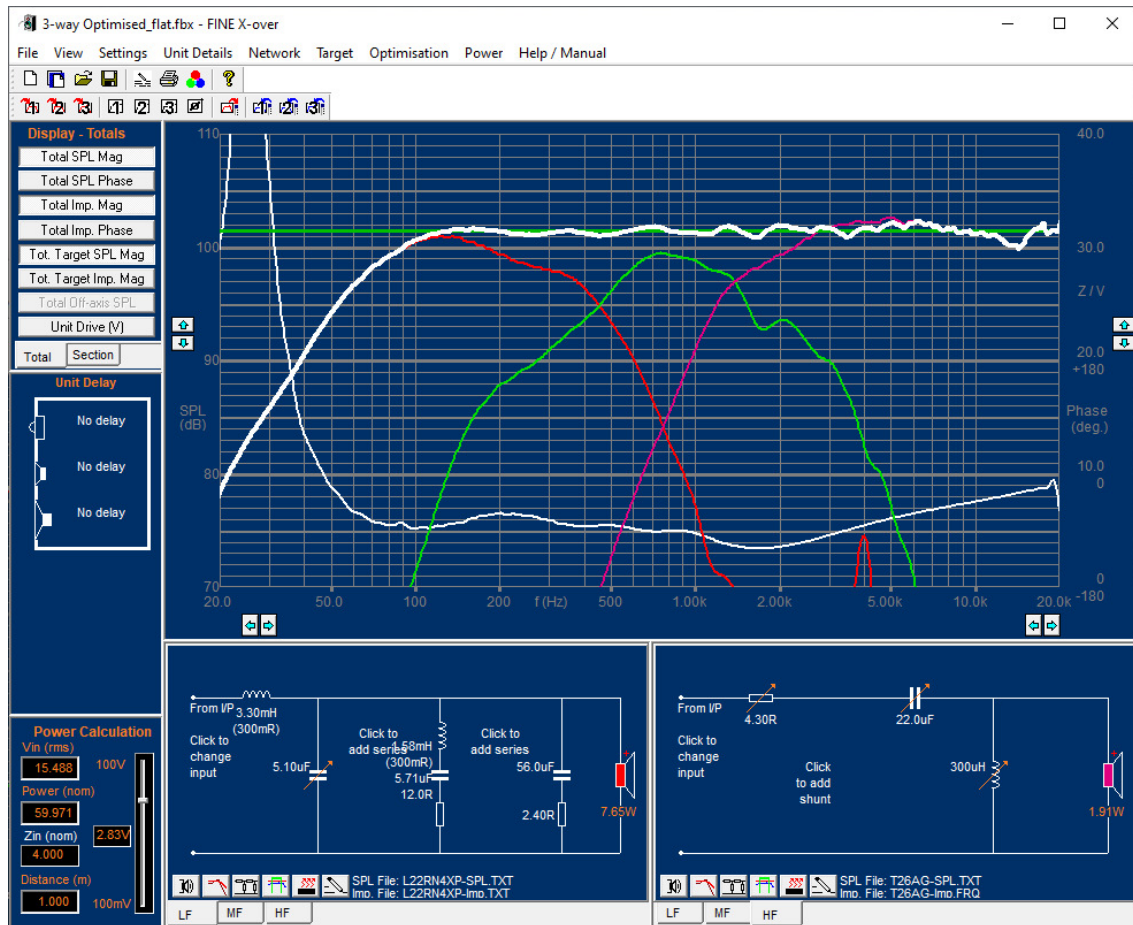 3-way Optimised_flat.fbx - FINE X-over
File View Settings Unit Details Network Target Optimisation Power Help / Manual
Display - Totals
Total SPL Mag
Total SPL Phase
Total Imp. Mag
Total Imp. Phase
Tot. Target SPL Mag
Tot. Target Imp. Mag
Total Off-axis SPL
Unit Drive (V)
Total Section
Unit Delay
No delay
No delay
No delay
Power Calculation
Vin (rms)
15.488 100V
Power (nom)
59.971
Zin (nom) 2.83V
4.000
Distance (m)
1.000 100mV
110 40.0
100 30.0
Z / V
90 20.0
+180
SPL Phase
(dB) (deg.)
80 10.0
0
70 0
-180
20.0 50.0 100 200 f (Hz) 500 1.00k 2.00k 5.00k 10.0k 20.0k
From I/P
3.30mH
(300mR)
Click to
change
input
5.10uF
Click to
add series
1.58mH
(300mR)
5.71uF
12.0R
Click to
add series
56.0uF
2.40R
7.65W
SPL File: L22RN4XP-SPL.TXT
Imp. File: L22RN4XP-Imp.TXT
LF MF HF
From I/P
4.30R
22.0uF
Click to
change
input
Click
to add
shunt
300uH
1.91W
SPL File: T26AG-SPL.TXT
Imp. File: T26AG-Imp.FRQ
LF MF HF